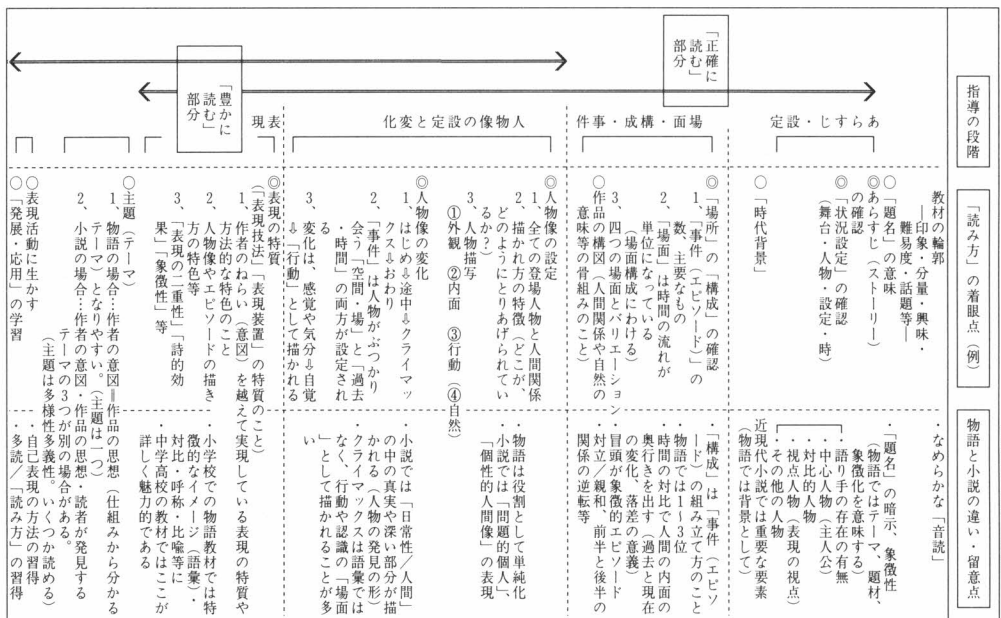 指導の段階
「読み方」の着眼点（例）
物語と小説の違い・留意点
「正確に
読む」
部分
「豊かに
読む」
部分
あらすじ・設定
場面・構成・事件
人物像の設定と変化
表現
教材の輪郭
―印象・分量・興味・
難易度・話題等―
○「題名」の意味
◎あらすじ（ストーリー）
の確認
◎「状況設定」の確認
（舞台・人物・設定・時）
○「時代背景」
◎「場所」の「構成」の確認
1、「事件（エピソード）」の
数、主要なもの
2、「場面」は時間の流れが
単位になっている
（場面構成にわける）
3、四つの場面とバリエーション
○作品の構図（人間関係や自然の
意味等の骨組みのこと）
◎人物像の設定
1、全ての登場人物と人間関係
2、描かれ方の特徴（どこが、
どのようにとりあげられてい
るか？）
3、人物描写
①外観　②内面　③行動　（④自然）
◎人物像の変化
1、はじめ⇨途中⇨クライマッ
クス⇨おわり
2、「事件」は人物がぶつかり
会う「空間・場」と「過去
・時間」の両方が設定され
る
3、変化は、感覚や気分⇨自覚
⇨「行動」として描かれる
◎表現の特質
（「表現技法」「表現装置」の特質のこと）
1、作者のねらい（意図）を越えて実現している表現の特質や
方法的な特色のこと
2、人物像やエピソードの描き
方の特色等
3、「表現の二重性」「詩的効
果」「象徴性」等
○主題（テーマ）
1、物語の場合…作者の意図＝作品の思想（仕組みから分かる
テーマ）となりやすい。（主題は一つ）
2、小説の場合…作者の意図・作品の思想・読者が発見する
テーマの3つが別の場合がある。
（主題は多様性多義性。いくつか読める）
○表現活動に生かす
○「発展・応用」の学習
・なめらかな「音読」
・「題名」の暗示、象徴性
（物語ではテーマ、題材、
象徴化を意味する）
・語り手の存在の有無
・中心人物（主人公）
・対比的人物
・視点人物（表現の視点）
・その他の人物
近現代小説では重要な要素
（物語では背景として）
「構成」は「事件（エピソ
ード）の組み立て方のこと
物語では1〜3位
・時間の対比で人間の内面の
奥行きを出す（過去と現在
の変化、落差の意義）
・冒頭が象徴的エピソード
・対立／親和　前半と後半の
関係の逆転等
・物語は役割として単純化
・小説では「問題的個人」、
「個性的人間像」の表現
・小説では「日常性／人間」
の中の真実や深い部分が描
かれる（人物の発見の形）
・クライマックスは語彙では
なく、行動や認識の「場面
」として描かれることが多
い
・小学校での物語教材では特
徴的なイメージ（語彙）・
対比・呼称・比喩等に
・中学高校の教材ではここが
詳しく魅力的である
・自己表現の方法の習得
・多読／「読み方」の習得